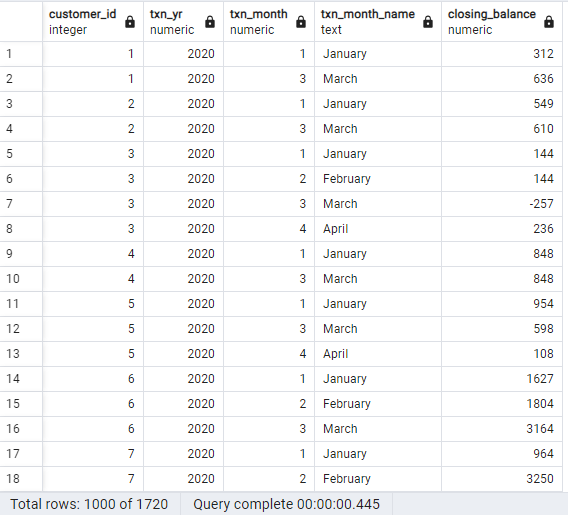 customer_id txn_yr txn_month txn_month_name closing_balance
integer numeric numeric text numeric
1 1 2020 1 January 312
2 1 2020 3 March 636
3 2 2020 1 January 549
4 2 2020 3 March 610
5 3 2020 1 January 144
6 3 2020 2 February 144
7 3 2020 3 March -257
8 3 2020 4 April 236
9 4 2020 1 January 848
10 4 2020 3 March 848
11 5 2020 1 January 954
12 5 2020 3 March 598
13 5 2020 4 April 108
14 6 2020 1 January 1627
15 6 2020 2 February 1804
16 6 2020 3 March 3164
17 7 2020 1 January 964
18 7 2020 2 February 3250
Total rows: 1000 of 1720 Query complete 00:00:00.445